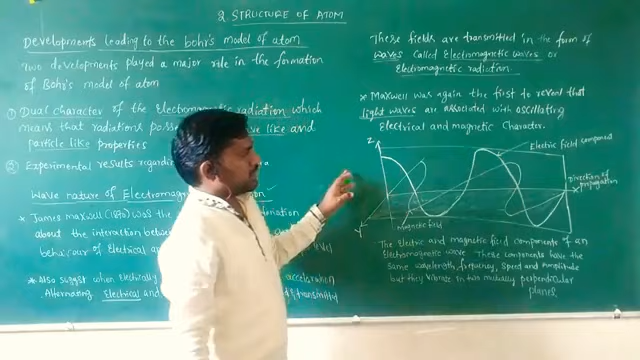 2. STRUCTURE OF ATOM
Developments leading to the bohr's model of atom
Two developments played a major role in the formation
of Bohr's model of atom
① Dual character of the electromagnetic radiation which
means that radiations poss like and
particle like properties
② Experimental results regardi
Wave nature of Electromag
* James Maxwell (1870) was the
about the interaction between
behaviour of Electrical a
* Also suggest when Electrically acceleration
Alternating Electrical and transmitted
These fields are transmitted in the form of
waves called Electromagnetic waves or
Electromagnetic radiation
* Maxwell was again the first to reveal that
light waves are associated with oscillating
Electrical and magnetic character.
Z
Electric field component
Direction of
propagation
X
Y
magnetic field
The Electric and magnetic field components of an
Electromagnetic wave. These components have the
same wavelength, frequency, speed and amplitude
but they vibrate in two mutually perpendicular
planes